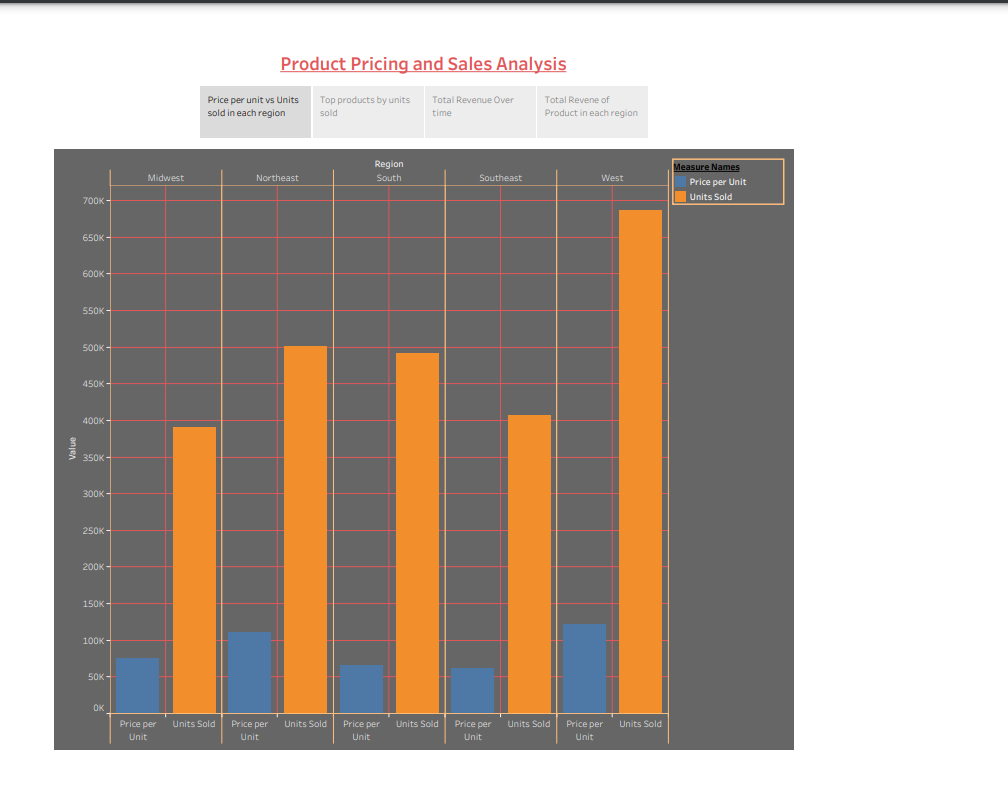 Product Pricing and Sales Analysis
Price per unit vs Units
sold in each region
Top products by units
sold
Total Revenue Over
time
Total Revene of
Product in each region
Region
Midwest Northeast South Southeast West
Measure Names
Price per Unit
Units Sold
700K
650K
600K
550K
500K
450K
400K
350K
300K
250K
200K
150K
100K
50K
0K
Value
Price per
Unit
Units Sold
Price per
Unit
Units Sold
Price per
Unit
Units Sold
Price per
Unit
Units Sold
Price per
Unit
Units Sold